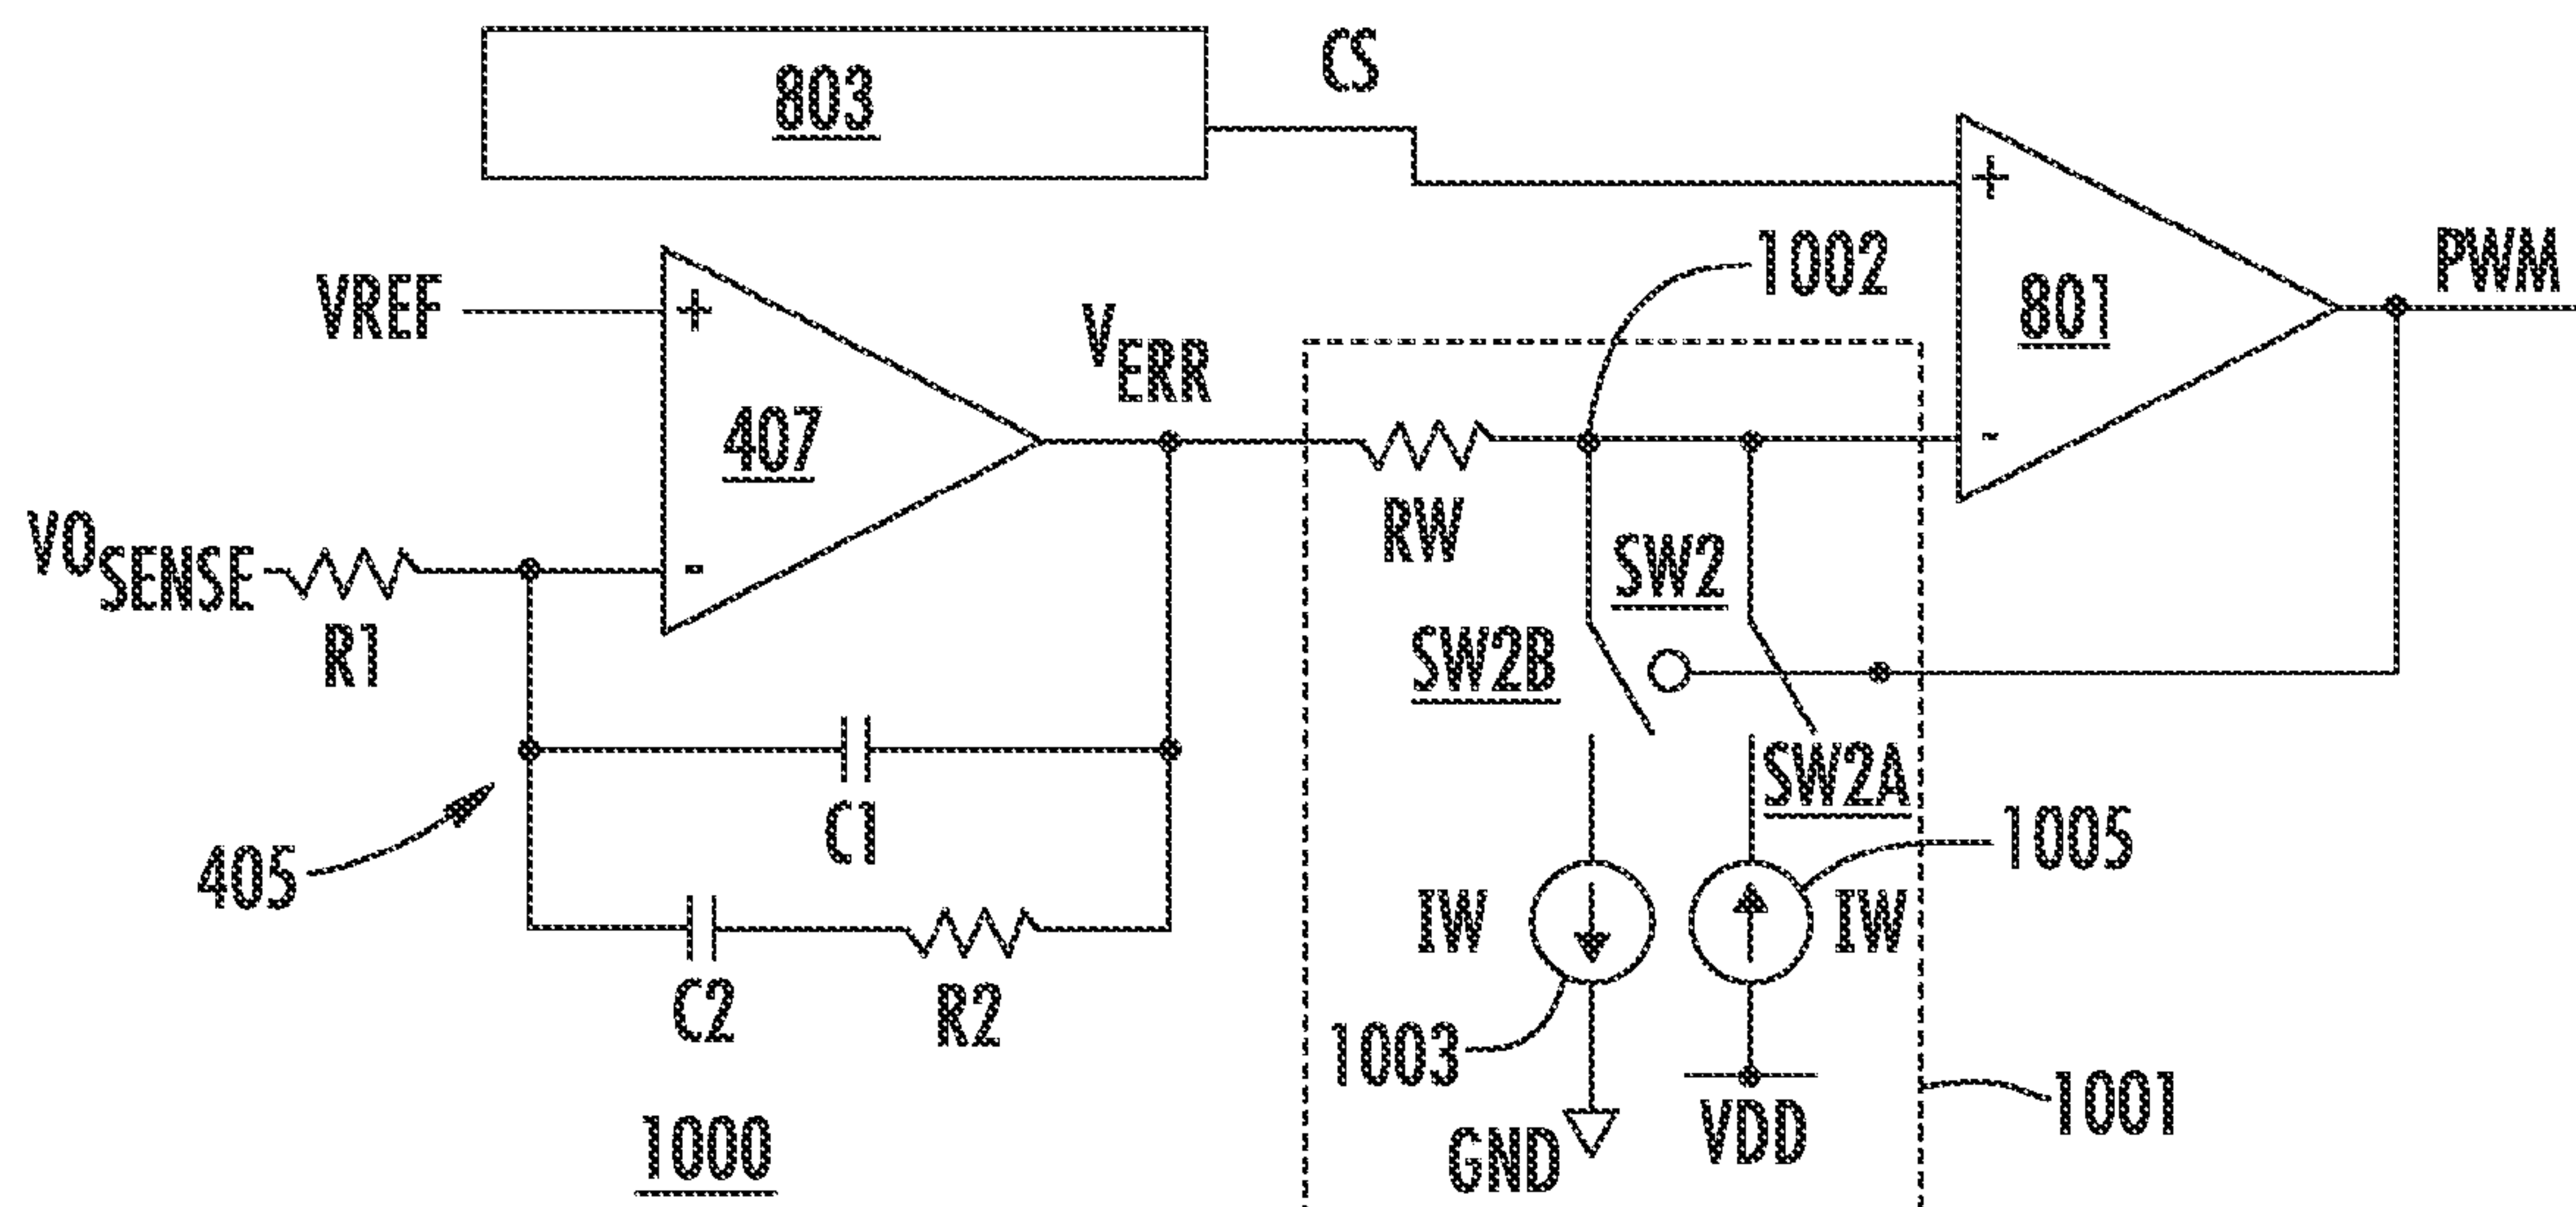 803
CS
1002
PWM
VREF
+
+
VERR
801
407
-
-
VOSENSE
R1
RW
SW2
SW2B
SW2A
C1
405
1005
IW
IW
C2
R2
1003
1001
GND
VDD
1000